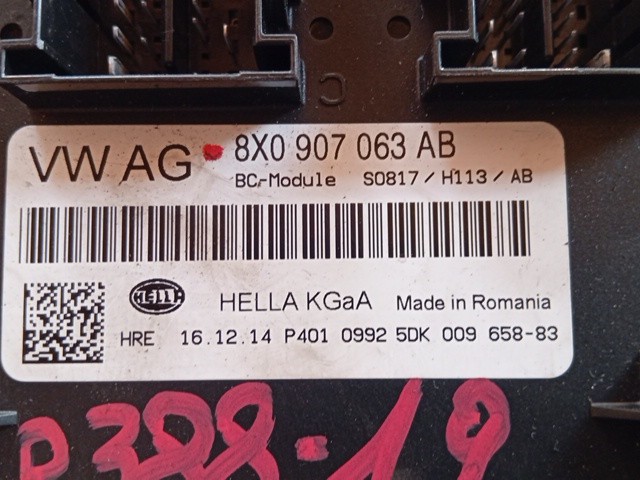 C
VW AG 8X0 907 063 AB
BC-Module S0817/H113/AB
HELLA HELLA KGaA Made in Romania
HRE 16.12.14 P401 0992 5DK 009 658-83